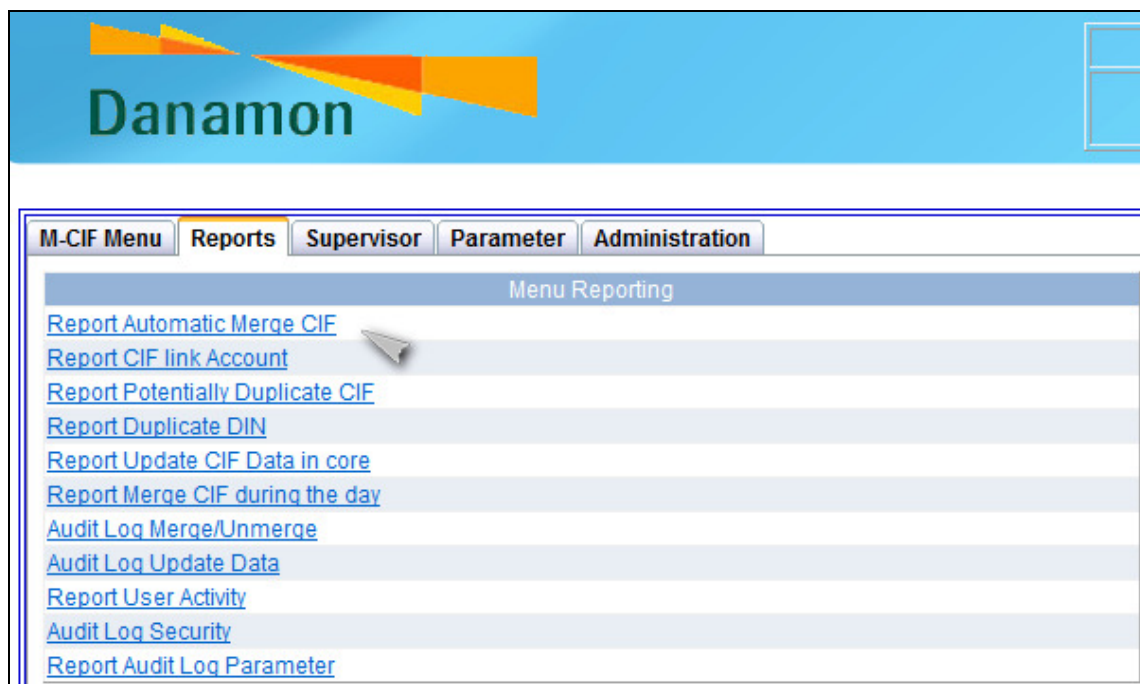 Danamon
M-CIF Menu Reports Supervisor Parameter Administration
Menu Reporting
Report Automatic Merge CIF
Report CIF link Account
Report Potentially Duplicate CIF
Report Duplicate DIN
Report Update CIF Data in core
Report Merge CIF during the day
Audit Log Merge/Unmerge
Audit Log Update Data
Report User Activity
Audit Log Security
Report Audit Log Parameter